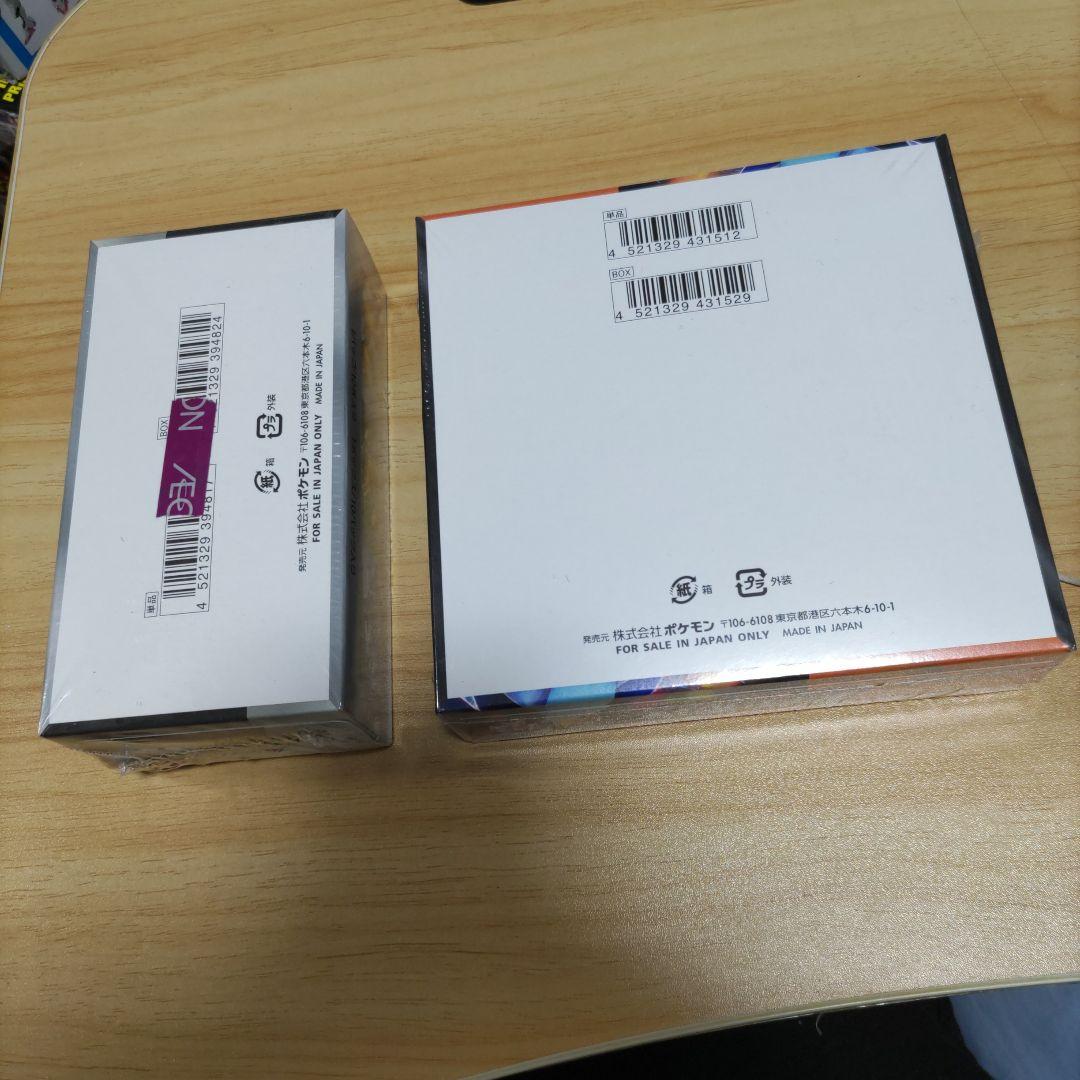 単品
4 521329 394817
BOX
21329 394824
紙 箱
プラ 外装
発売元 株式会社ポケモン 〒106-6108 東京都港区六本木6-10-1
FOR SALE IN JAPAN ONLY MADE IN JAPAN
単品
4 521329 431512
BOX
4 521329 431529
紙 箱 プラ 外装
発売元 株式会社ポケモン 〒106-6108 東京都港区六本木6-10-1
FOR SALE IN JAPAN ONLY MADE IN JAPAN